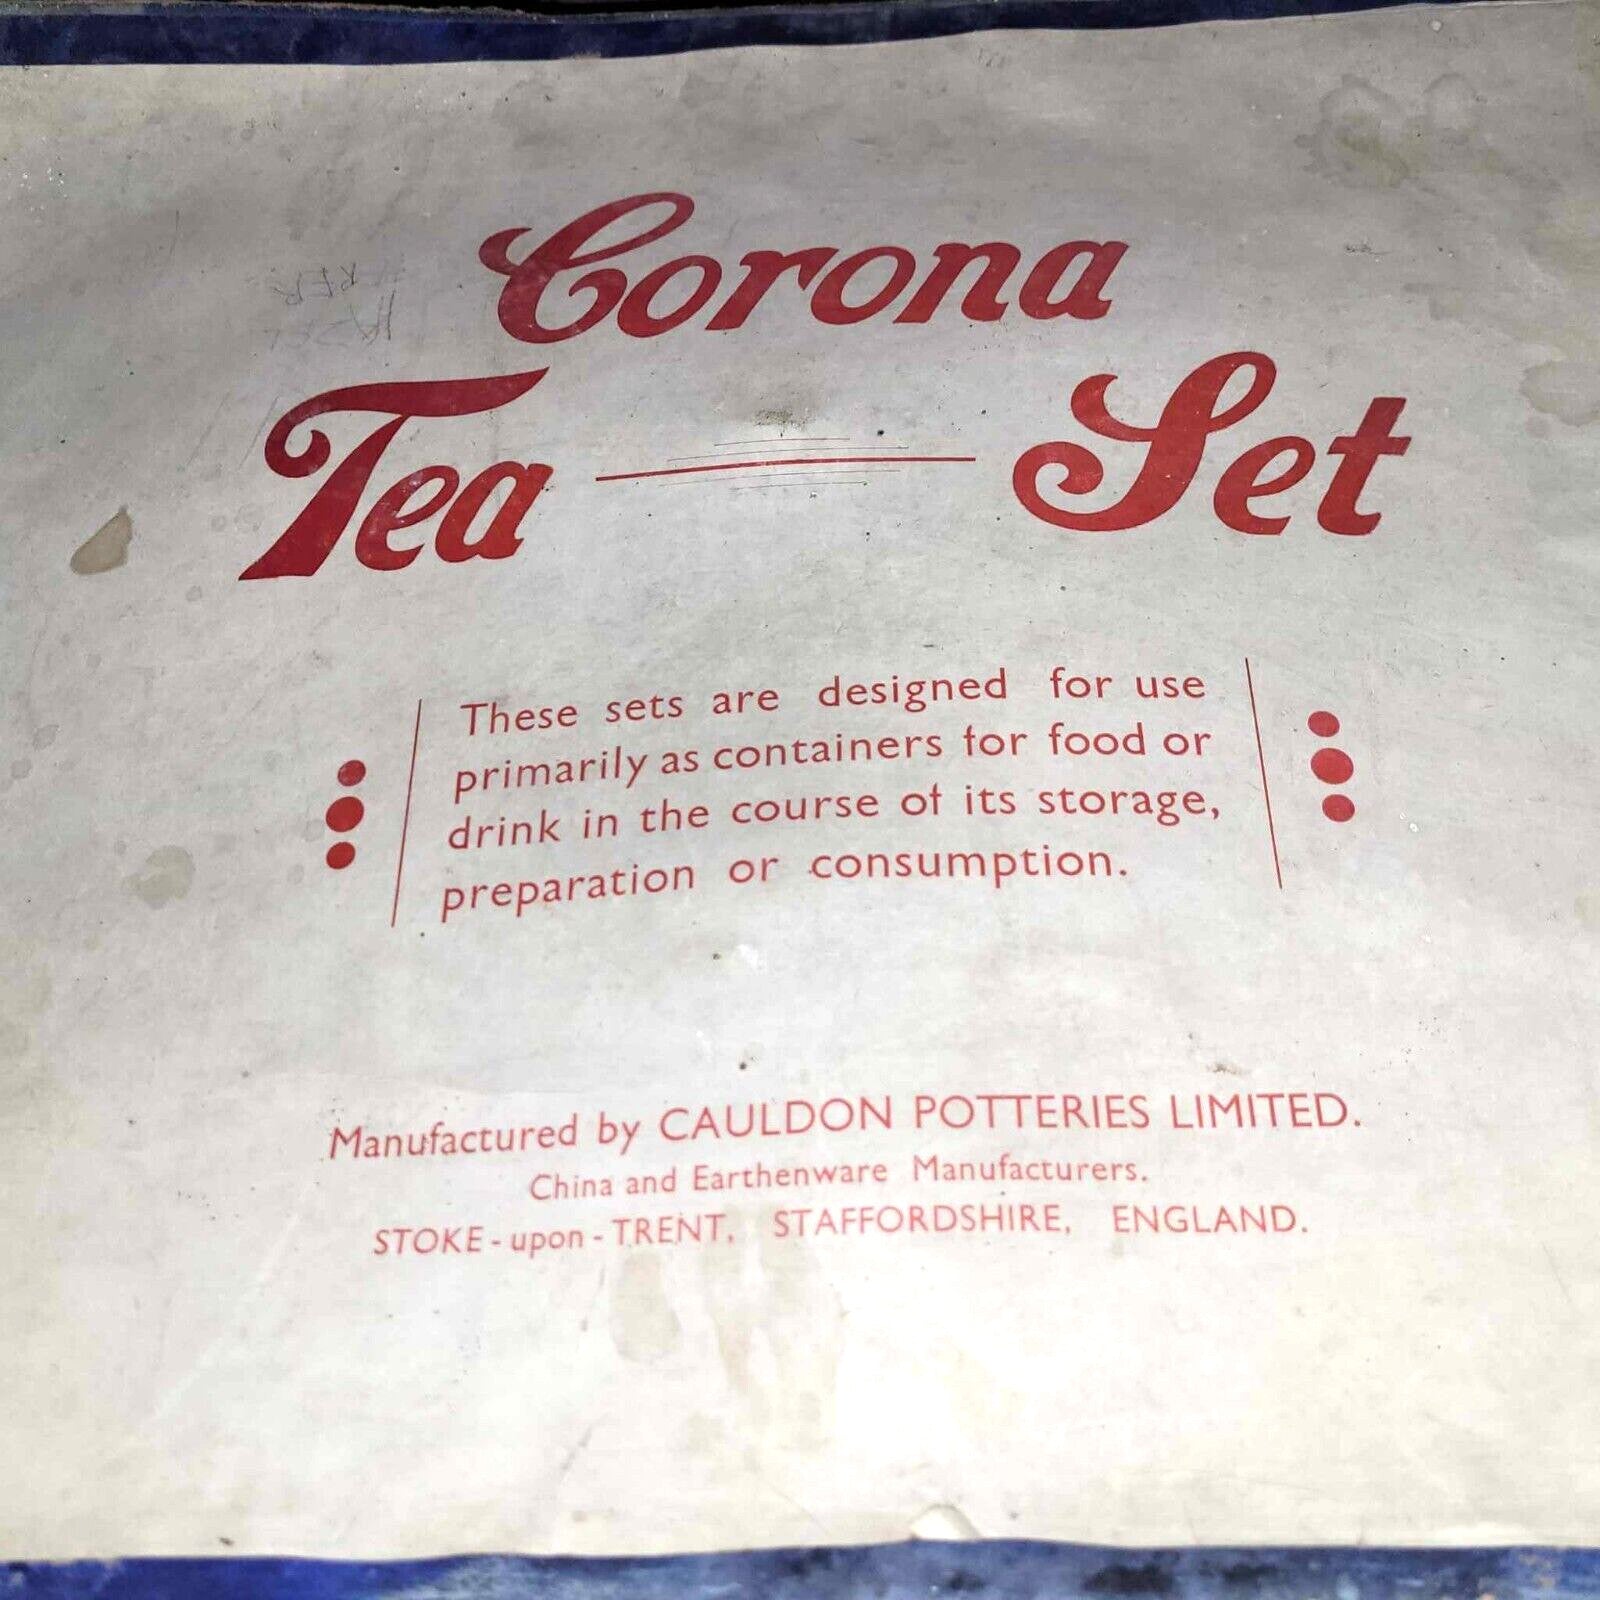 Corona
Tea Set
These sets are designed for use
primarily as containers for food or
drink in the course of its storage,
preparation or consumption.
Manufactured by CAULDON POTTERIES LIMITED.
China and Earthenware Manufacturers.
STOKE-upon-TRENT, STAFFORDSHIRE, ENGLAND.